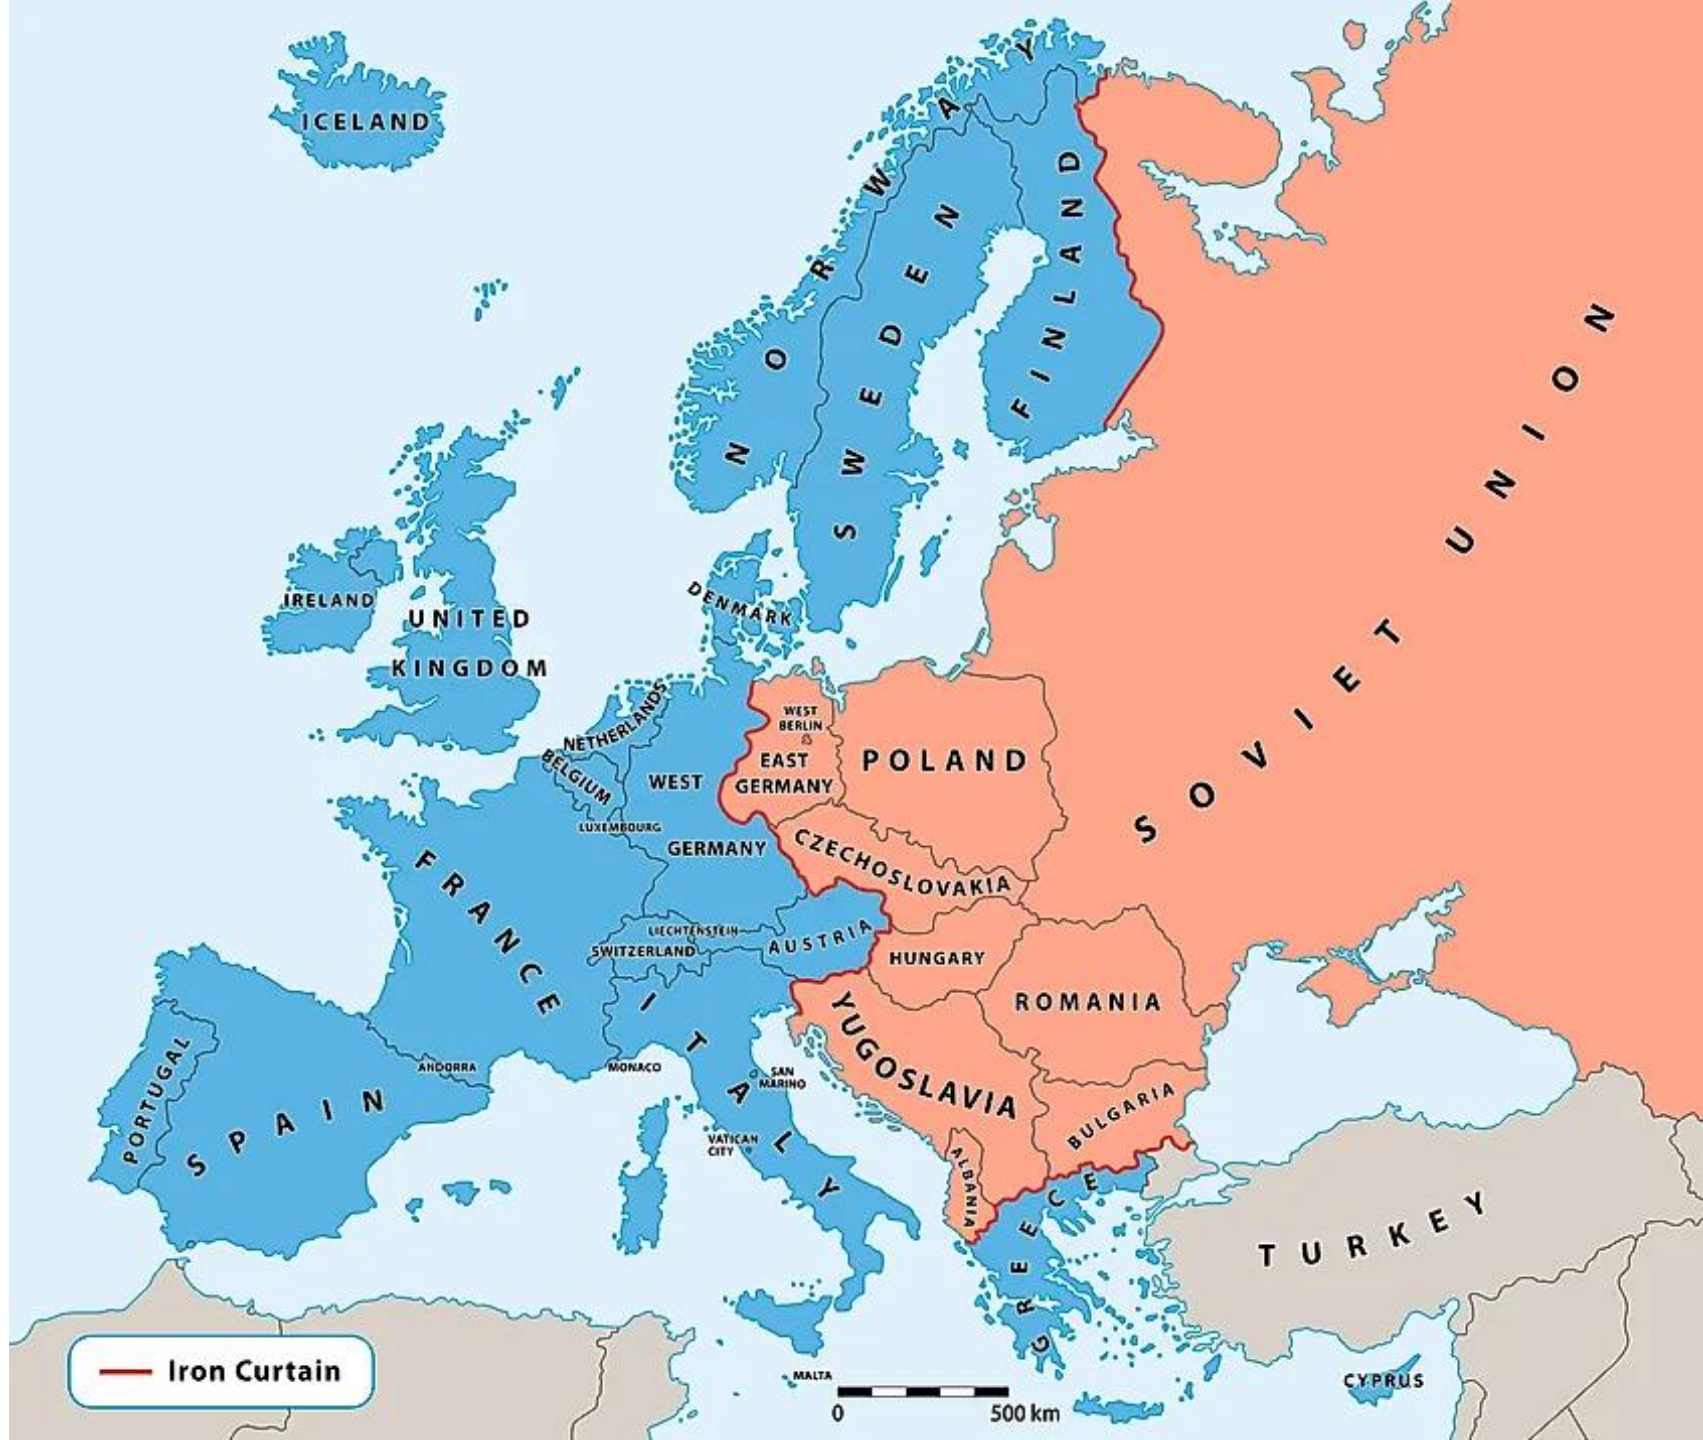 ICELAND
NORWAY
SWEDEN
FINLAND
SOVIET UNION
IRELAND
UNITED
KINGDOM
DENMARK
NETHERLANDS
BELGIUM
LUXEMBOURG
WEST
GERMANY
WEST
BERLIN
EAST
GERMANY
POLAND
CZECHOSLOVAKIA
FRANCE
LIECHTENSTEIN
SWITZERLAND
AUSTRIA
HUNGARY
ROMANIA
YUGOSLAVIA
BULGARIA
ALBANIA
ITALY
PORTUGAL
SPAIN
ANDORRA
MONACO
SAN
MARINO
VATICAN
CITY
GREECE
TURKEY
MALTA
CYPRUS
Iron Curtain
0 500 km